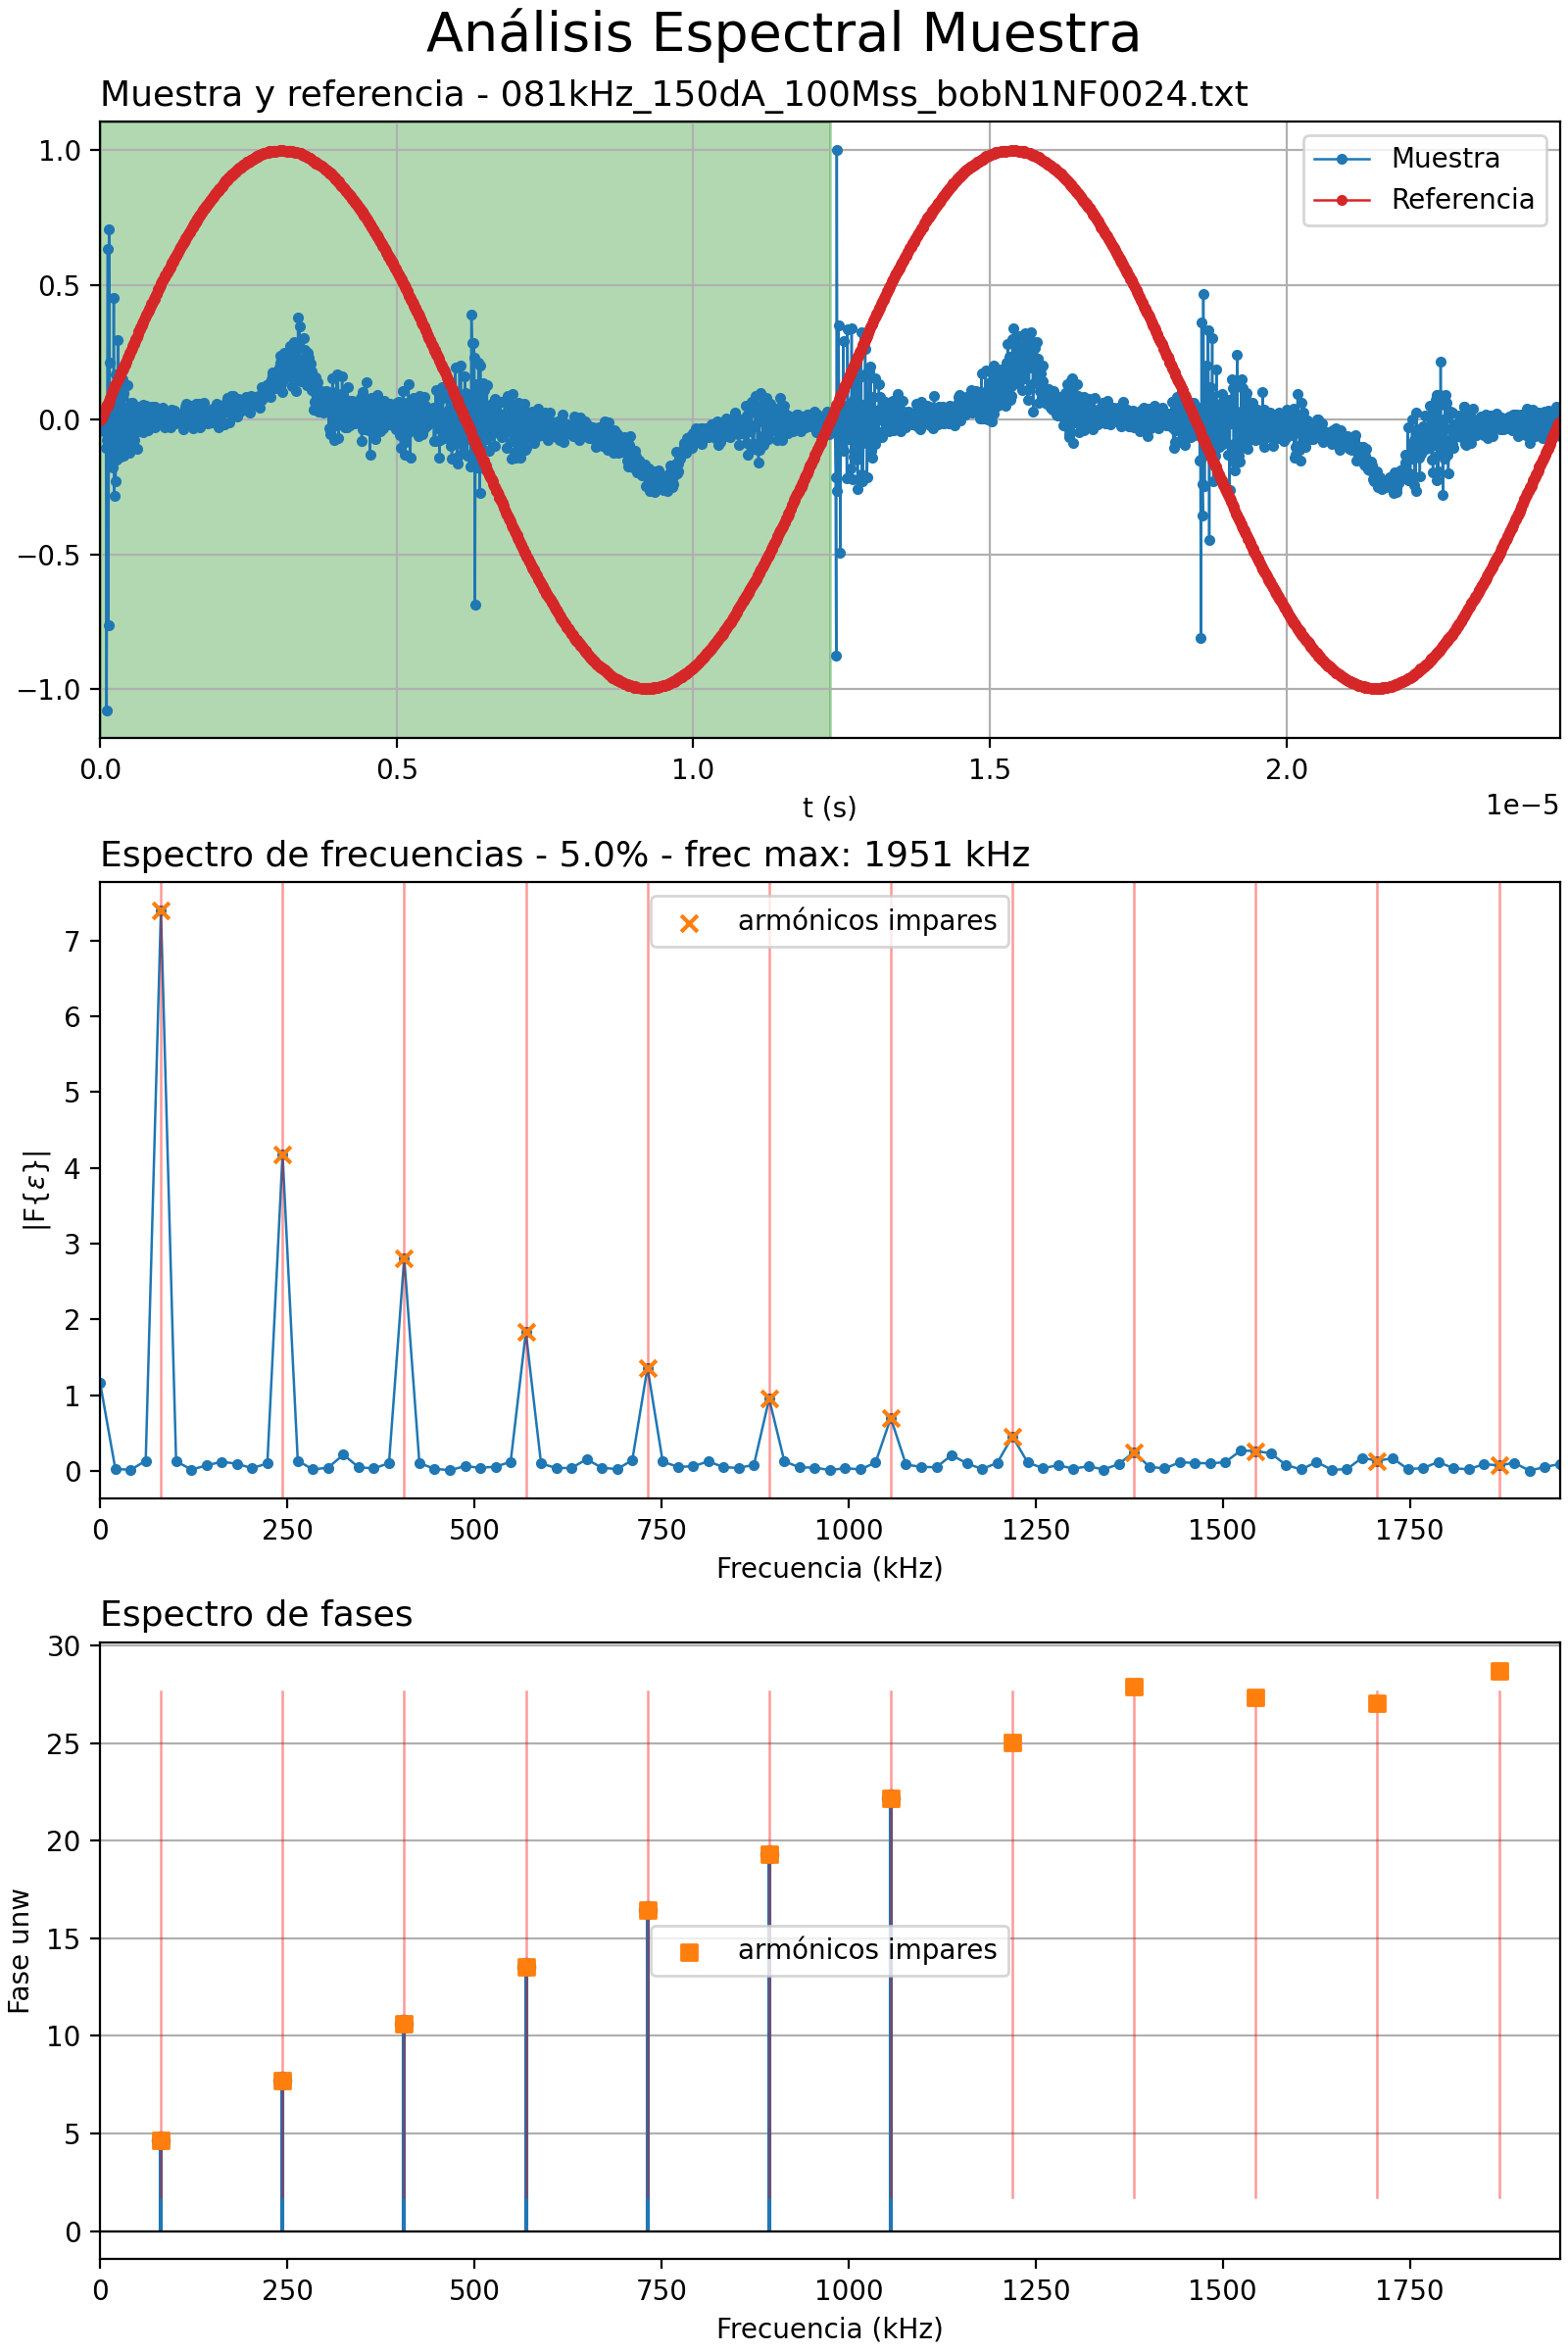 Análisis Espectral Muestra
Muestra y referencia - 081kHz_150dA_100Mss_bobN1NF0024.txt
Muestra
Referencia
1.0
0.5
0.0
−0.5
−1.0
0.0 0.5 1.0 1.5 2.0
t (s)
1e−5
Espectro de frecuencias - 5.0% - frec max: 1951 kHz
armónicos impares
7
6
5
4
3
2
1
0
|F{ε}|
0 250 500 750 1000 1250 1500 1750
Frecuencia (kHz)
Espectro de fases
30
25
20
15
10
5
0
Fase unw
armónicos impares
0 250 500 750 1000 1250 1500 1750
Frecuencia (kHz)